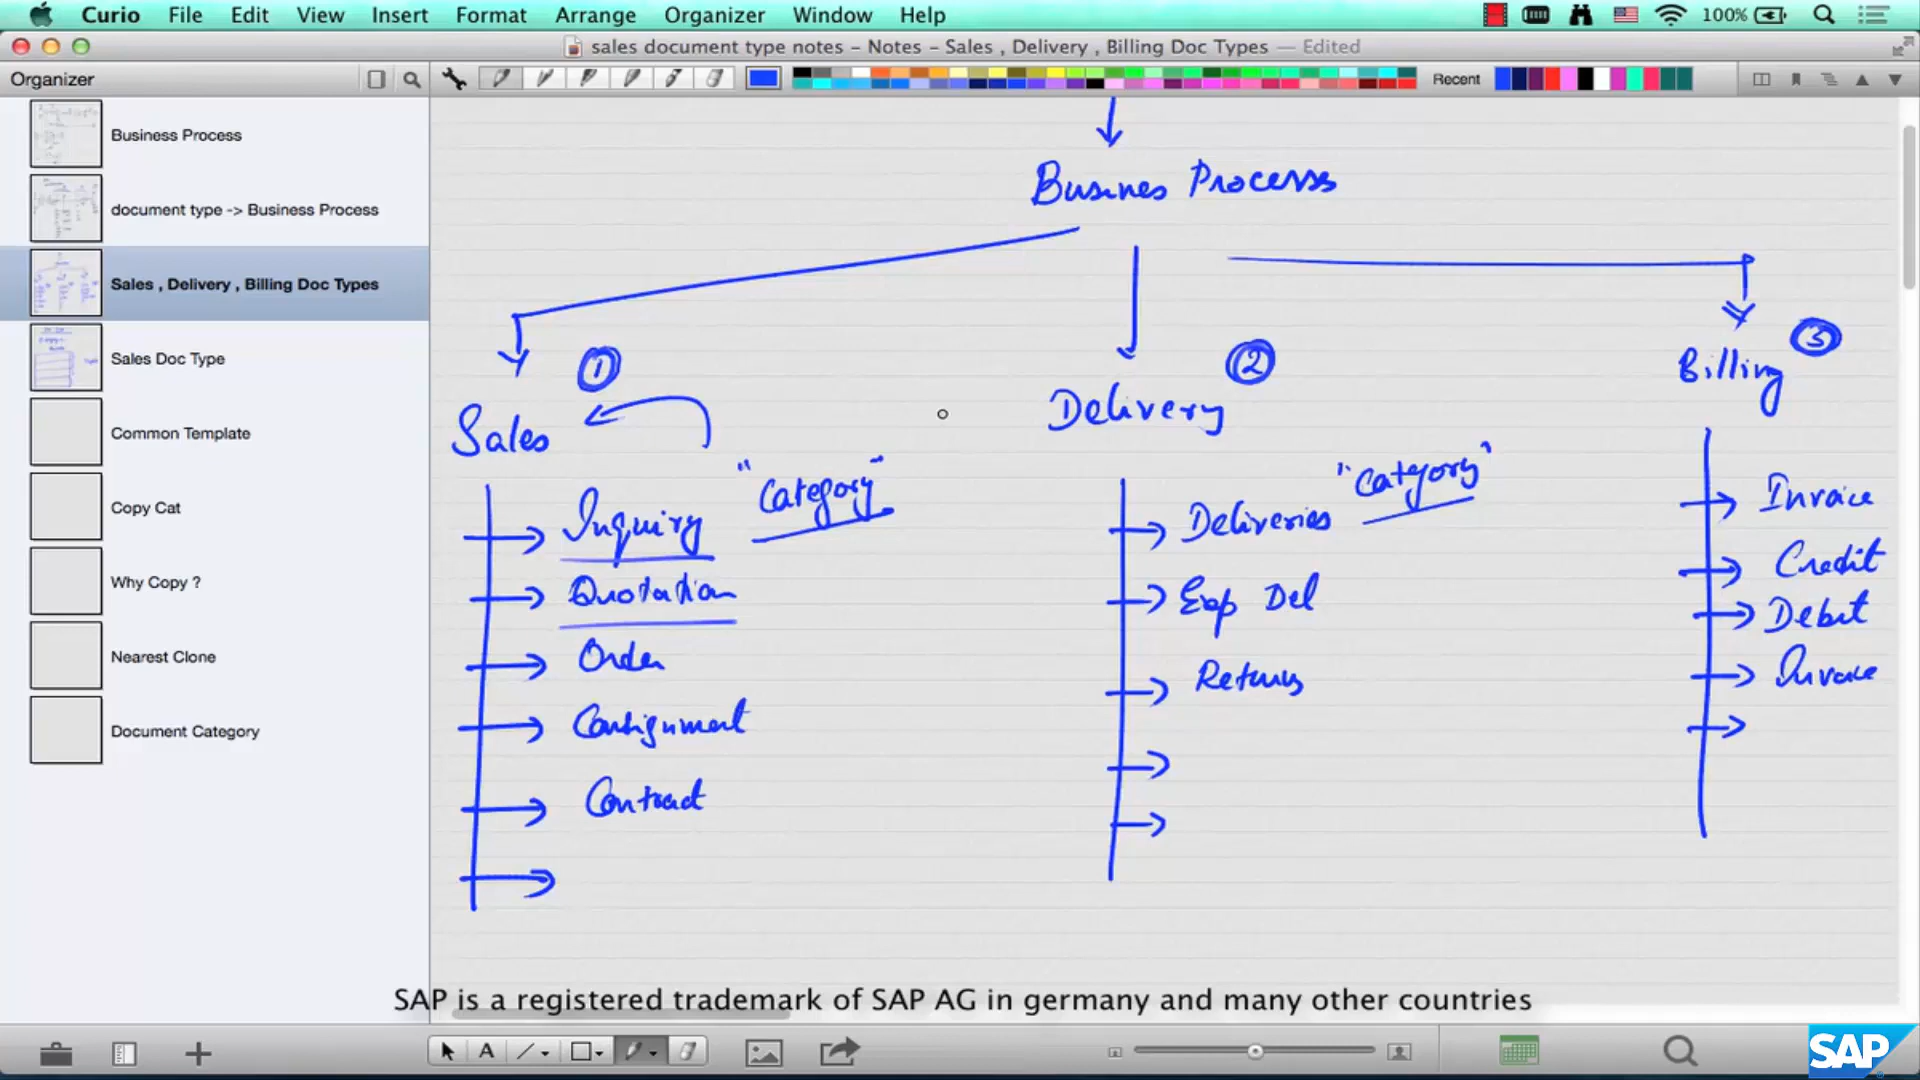 Curio File Edit View Insert Format Arrange Organizer Window Help 100%
sales document type notes – Notes – Sales , Delivery , Billing Doc Types — Edited
Organizer
Recent
Business Process
document type -> Business Process
Sales , Delivery , Billing Doc Types
Sales Doc Type
Common Template
Copy Cat
Why Copy ?
Nearest Clone
Document Category
Busines Processs
1
Sales
"Category"
Inquiry
Quotation
Order
Consignment
Contract
2
Delivery
"Category"
Deliveries
Exp Del
Returns
3
Billing
Invoice
Credit
Debit
Invoice
SAP is a registered trademark of SAP AG in germany and many other countries
A
SAP